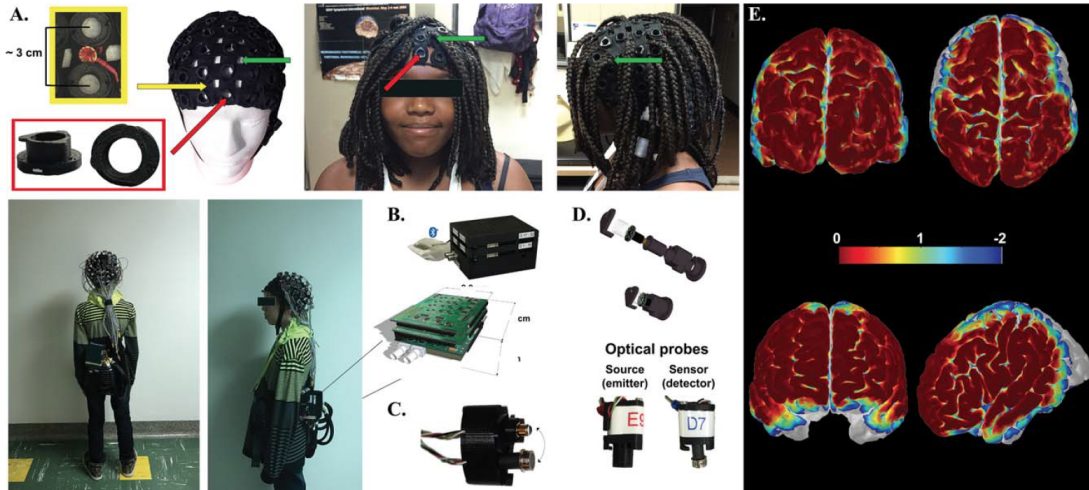 A.
~ 3 cm
B.
cm
C.
D.
Optical probes
Source
(emitter)
Sensor
(detector)
E9
D7
E.
0
1
-2